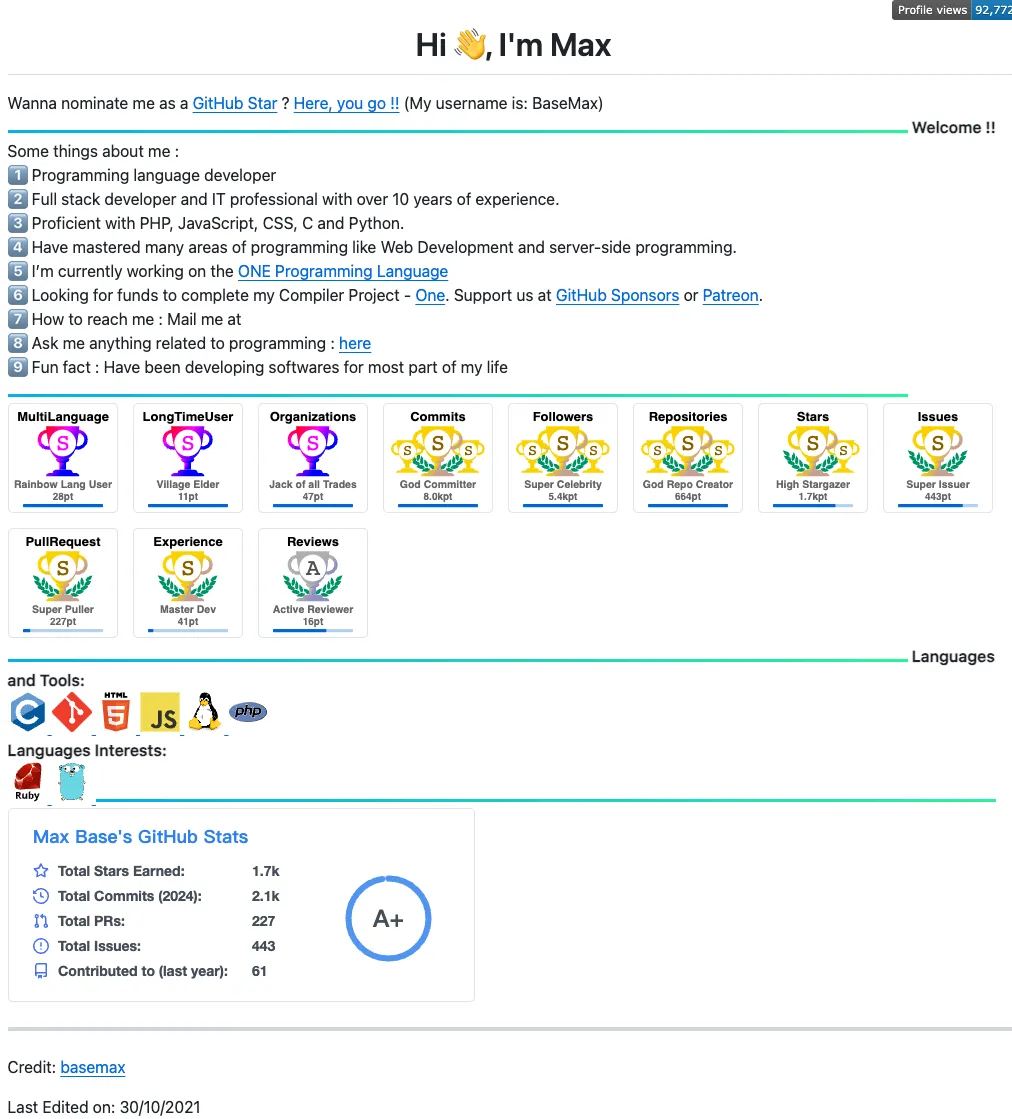 Profile views 92,772
Hi 👋, I'm Max
Wanna nominate me as a GitHub Star ? Here, you go !! (My username is: BaseMax)
Welcome !!
Some things about me :
1 Programming language developer
2 Full stack developer and IT professional with over 10 years of experience.
3 Proficient with PHP, JavaScript, CSS, C and Python.
4 Have mastered many areas of programming like Web Development and server-side programming.
5 I’m currently working on the ONE Programming Language
6 Looking for funds to complete my Compiler Project - One. Support us at GitHub Sponsors or Patreon.
7 How to reach me : Mail me at
8 Ask me anything related to programming : here
9 Fun fact : Have been developing softwares for most part of my life
MultiLanguage LongTimeUser Organizations Commits Followers Repositories Stars Issues
S S S S S S S S S S S S S S S
Rainbow Lang User Village Elder Jack of all Trades God Committer Super Celebrity God Repo Creator High Stargazer Super Issuer
28pt 11pt 47pt 8.0kpt 5.4kpt 664pt 1.7kpt 443pt
PullRequest Experience Reviews
S S A
Super Puller Master Dev Active Reviewer
227pt 41pt 16pt
Languages
and Tools:
C HTML 5 JS php
Languages Interests:
Ruby
Max Base's GitHub Stats
Total Stars Earned: 1.7k
Total Commits (2024): 2.1k
Total PRs: 227
Total Issues: 443
Contributed to (last year): 61
A+
Credit: basemax
Last Edited on: 30/10/2021